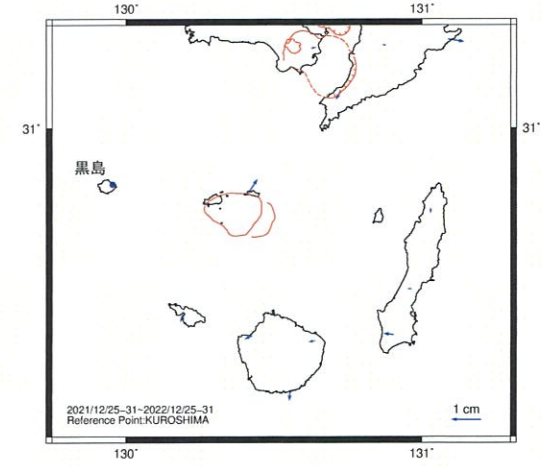 130˚ 131˚
31˚ 31˚
黒島
2021/12/25-31~2022/12/25-31
Reference Point:KUROSHIMA
1 cm
130˚ 131˚